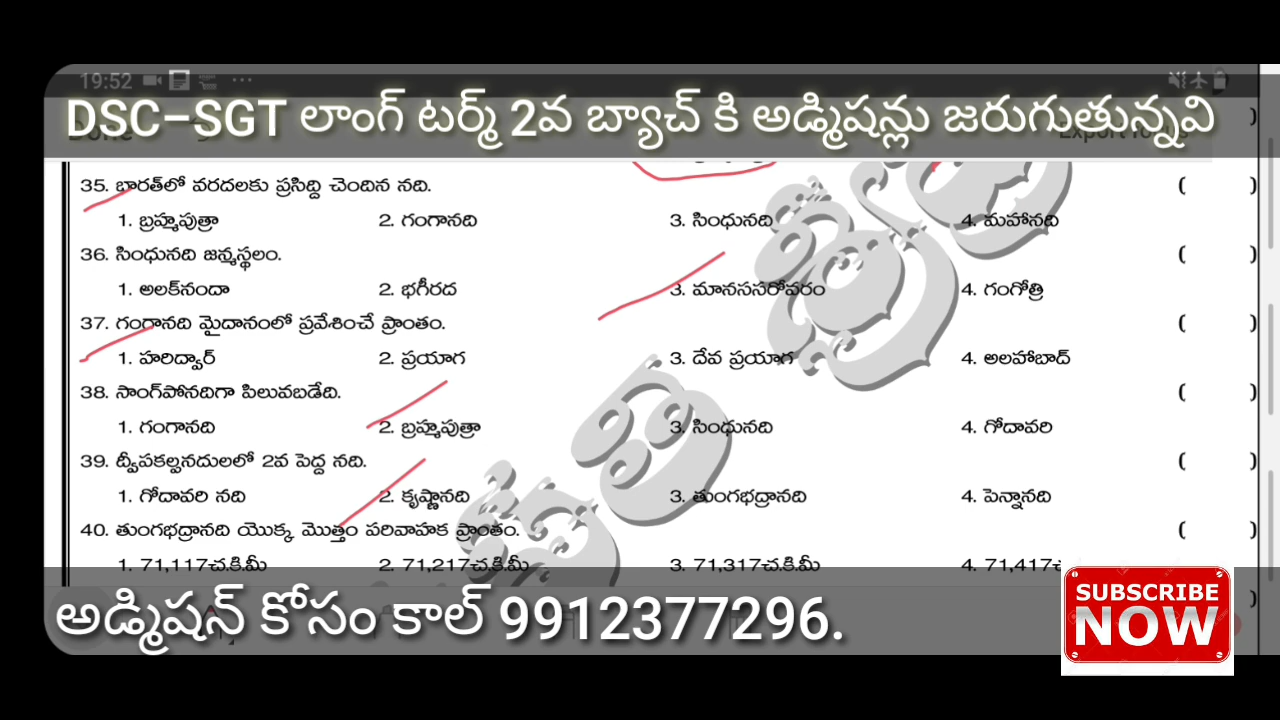 19:52
DSC-SGT లాంగ్ టర్మ్ 2వ బ్యాచ్ కి అడ్మిషన్లు జరుగుతున్నవి
35. భారత్‌లో వరదలకు ప్రసిద్ది చెందిన నది. ( )
1. బ్రహ్మపుత్రా 2. గంగానది 3. సింధునది 4. మహానది
36. సింధునది జన్మస్థలం. ( )
1. అలక్‌నందా 2. భగీరద 3. మానససరోవరం 4. గంగోత్రి
37. గంగానది మైదానంలో ప్రవేశించే ప్రాంతం. ( )
1. హరిద్వార్ 2. ప్రయాగ 3. దేవ ప్రయాగ 4. అలహాబాద్
38. సాంగ్‌పోనదిగా పిలువబడేది. ( )
1. గంగానది 2. బ్రహ్మపుత్రా 3. సింధునది 4. గోదావరి
39. ద్వీపకల్పనదులలో 2వ పెద్ద నది. ( )
1. గోదావరి నది 2. కృష్ణానది 3. తుంగభద్రానది 4. పెన్నానది
40. తుంగభద్రానది యొక్క మొత్తం పరివాహక ప్రాంతం. ( )
1. 71,117చ.కి.మీ 2. 71,217చ.కి.మీ 3. 71,317చ.కి.మీ 4. 71,417చ
అడ్మిషన్ కోసం కాల్ 9912377296.
SUBSCRIBE
NOW